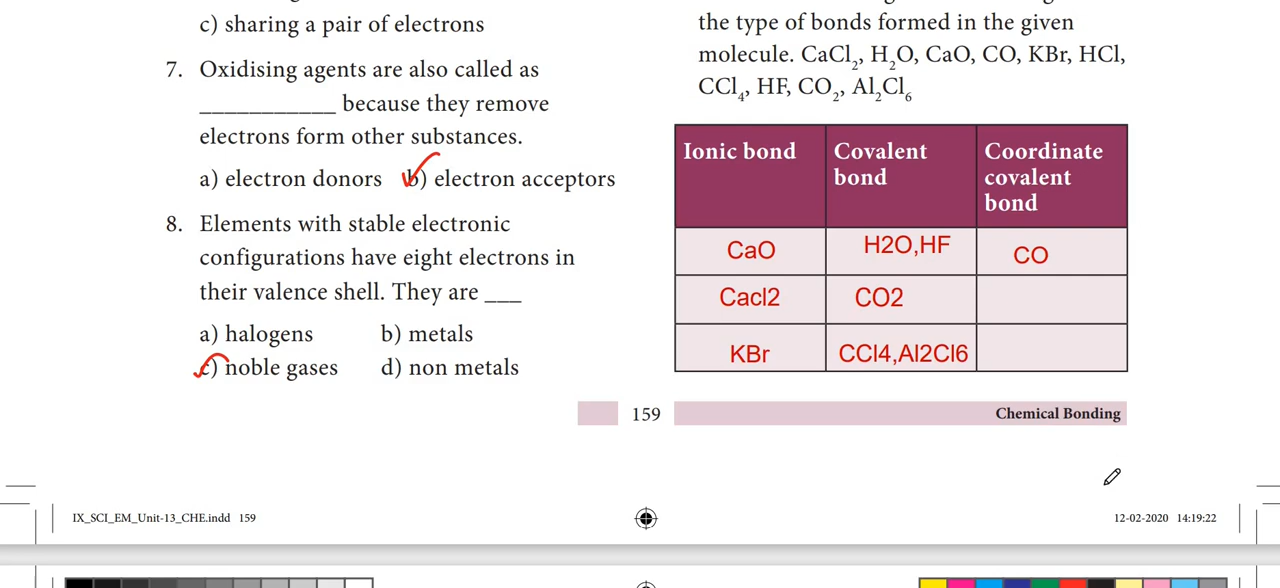 c) sharing a pair of electrons
7. Oxidising agents are also called as
___________ because they remove
electrons form other substances.
a) electron donors b) electron acceptors
8. Elements with stable electronic
configurations have eight electrons in
their valence shell. They are ___
a) halogens b) metals
c) noble gases d) non metals
the type of bonds formed in the given
molecule. CaCl₂, H₂O, CaO, CO, KBr, HCl,
CCl₄, HF, CO₂, Al₂Cl₆
Ionic bond Covalent bond Coordinate covalent bond
CaO H2O,HF CO
Cacl2 CO2
KBr CCl4,Al2Cl6
159 Chemical Bonding
IX_SCI_EM_Unit-13_CHE.indd 159 12-02-2020 14:19:22